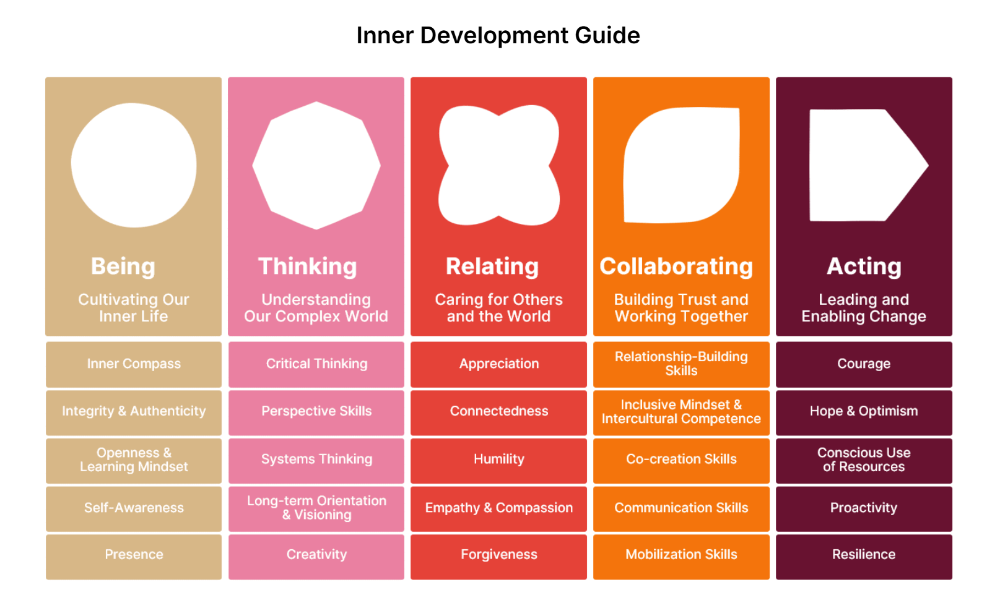 Inner Development Guide
Being
Cultivating Our
Inner Life
Inner Compass
Integrity & Authenticity
Openness &
Learning Mindset
Self-Awareness
Presence
Thinking
Understanding
Our Complex World
Critical Thinking
Perspective Skills
Systems Thinking
Long-term Orientation
& Visioning
Creativity
Relating
Caring for Others
and the World
Appreciation
Connectedness
Humility
Empathy & Compassion
Forgiveness
Collaborating
Building Trust and
Working Together
Relationship-Building
Skills
Inclusive Mindset &
Intercultural Competence
Co-creation Skills
Communication Skills
Mobilization Skills
Acting
Leading and
Enabling Change
Courage
Hope & Optimism
Conscious Use
of Resources
Proactivity
Resilience